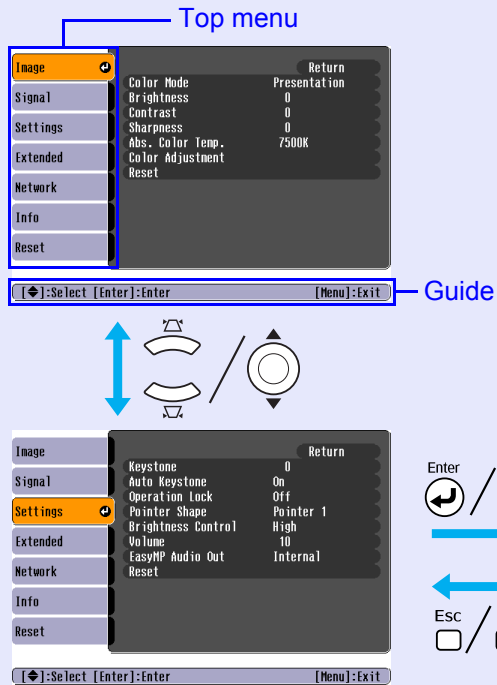 Top menu
Image
Signal
Settings
Extended
Network
Info
Reset
Return
Color Mode Presentation
Brightness 0
Contrast 0
Sharpness 0
Abs. Color Temp. 7500K
Color Adjustment
Reset
[◆]:Select [Enter]:Enter [Menu]:Exit
Guide
Image
Signal
Settings
Extended
Network
Info
Reset
Return
Keystone 0
Auto Keystone On
Operation Lock Off
Pointer Shape Pointer 1
Brightness Control High
Volume 10
EasyMP Audio Out Internal
Reset
[◆]:Select [Enter]:Enter [Menu]:Exit
Enter
Esc